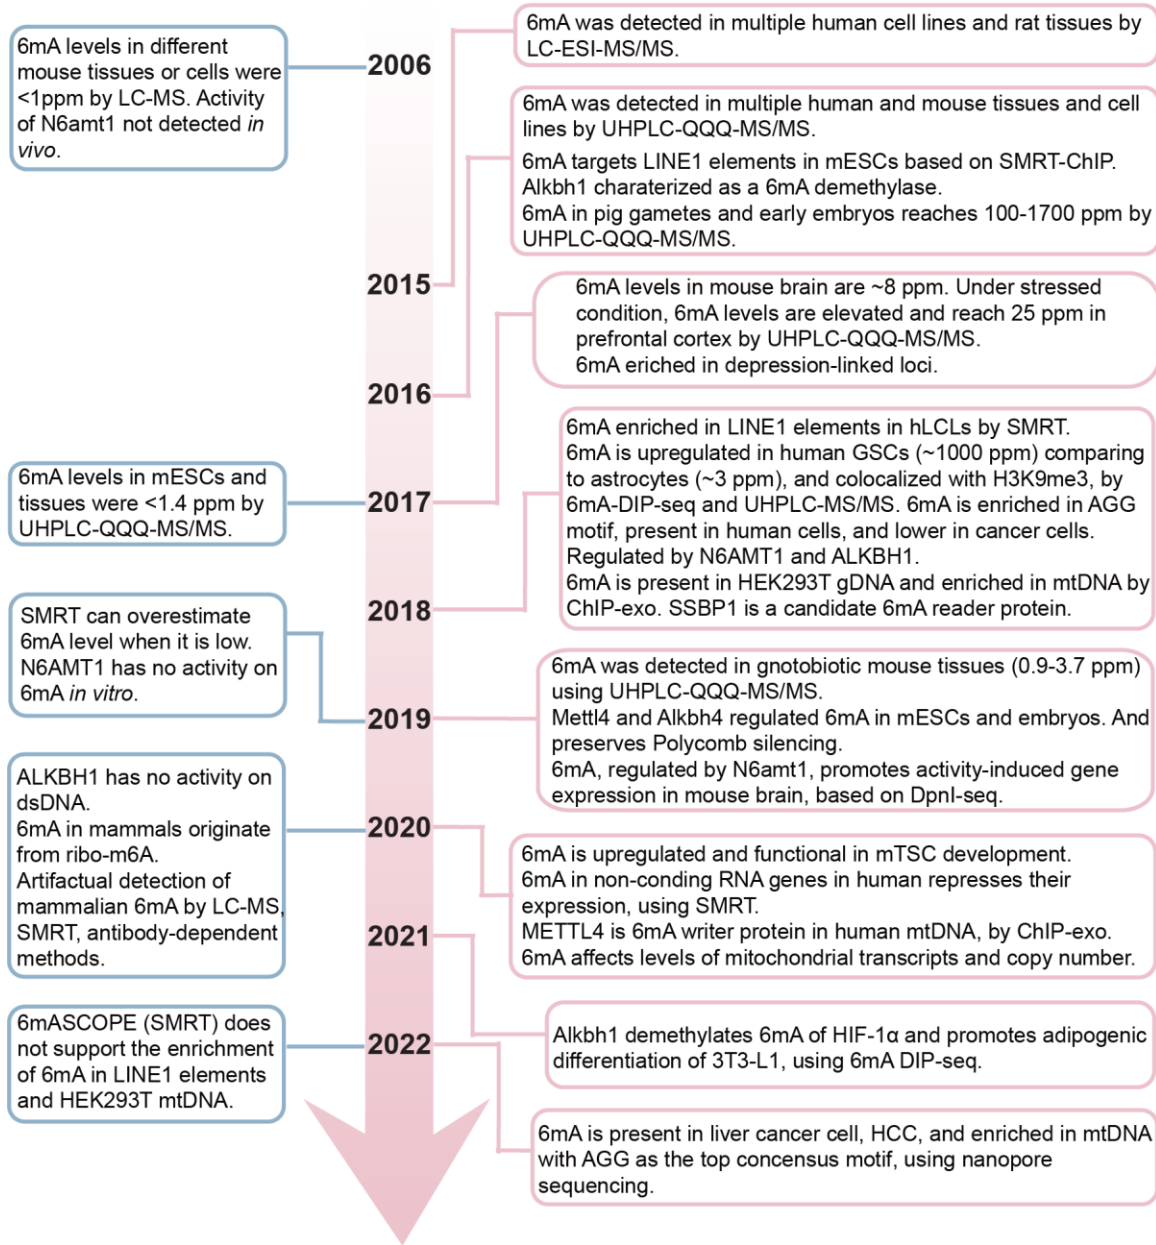 6mA levels in different
mouse tissues or cells were
<1ppm by LC-MS. Activity
of N6amt1 not detected in
vivo.
2006
6mA was detected in multiple human cell lines and rat tissues by
LC-ESI-MS/MS.
6mA was detected in multiple human and mouse tissues and cell
lines by UHPLC-QQQ-MS/MS.
6mA targets LINE1 elements in mESCs based on SMRT-ChIP.
Alkbh1 charaterized as a 6mA demethylase.
6mA in pig gametes and early embryos reaches 100-1700 ppm by
UHPLC-QQQ-MS/MS.
2015
6mA levels in mouse brain are ~8 ppm. Under stressed
condition, 6mA levels are elevated and reach 25 ppm in
prefrontal cortex by UHPLC-QQQ-MS/MS.
6mA eriched in depression-linked loci.
2016
6mA enriched in LINE1 elements in hLCLs by SMRT.
6mA is upregulated in human GSCs (~1000 ppm) comparing
to astrocytes (~3 ppm), and colocalized with H3K9me3, by
6mA-DIP-seq and UHPLC-MS/MS. 6mA is enriched in AGG
motif, present in human cells, and lower in cancer cells.
Regulated by N6AMT1 and ALKBH1.
6mA is present in HEK293T gDNA and enriched in mtDNA by
ChIP-exo. SSBP1 is a candidate 6mA reader protein.
6mA levels in mESCs and
tissues were <1.4 ppm by
UHPLC-QQQ-MS/MS.
2017
2018
SMRT can overestimate
6mA level when it is low.
N6AMT1 has no activity on
6mA in vitro.
2019
6mA was detected in gnotobiotic mouse tissues (0.9-3.7 ppm)
using UHPLC-QQQ-MS/MS.
Mettl4 and Alkbh4 regulated 6mA in mESCs and embryos. And
preserves Polycomb silencing.
6mA, regulated by N6amt1, promotes activity-induced gene
expression in mouse brain, based on DpnI-seq.
ALKBH1 has no activity on
dsDNA.
6mA in mammals originate
from ribo-m6A.
Artifactual detection of
mammalian 6mA by LC-MS,
SMRT, antibody-dependent
methods.
2020
6mA is upregulated and functional in mTSC development.
6mA in non-conding RNA genes in human represses their
expression, using SMRT.
METTL4 is 6mA writer protein in human mtDNA, by ChIP-exo.
6mA affects levels of mitochondrial transcripts and copy number.
2021
Alkbh1 demethylates 6mA of HIF-1α and promotes adipogenic
differentiation of 3T3-L1, using 6mA DIP-seq.
6mASCOPE (SMRT) does
not support the enrichment
of 6mA in LINE1 elements
and HEK293T mtDNA.
2022
6mA is present in liver cancer cell, HCC, and enriched in mtDNA
with AGG as the top concensus motif, using nanopore
sequencing.